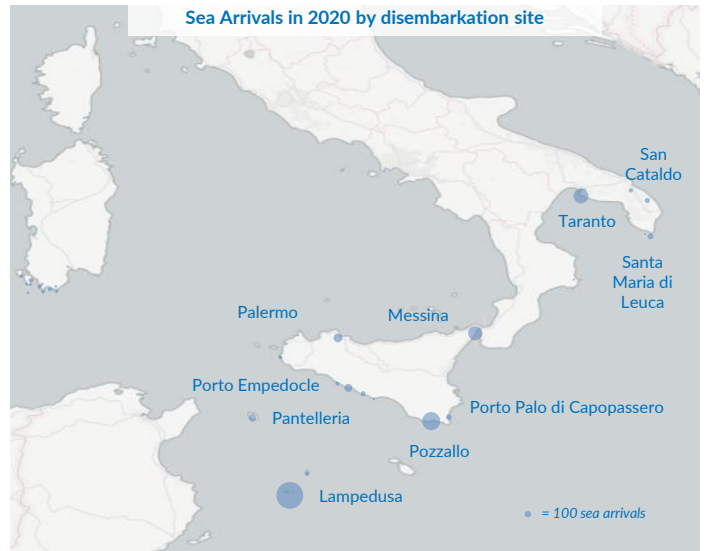 Sea Arrivals in 2020 by disembarkation site
San
Cataldo
Taranto
Santa
Maria di
Leuca
Palermo
Messina
Porto Empedocle
Porto Palo di Capopassero
Pantelleria
Pozzallo
Lampedusa
= 100 sea arrivals